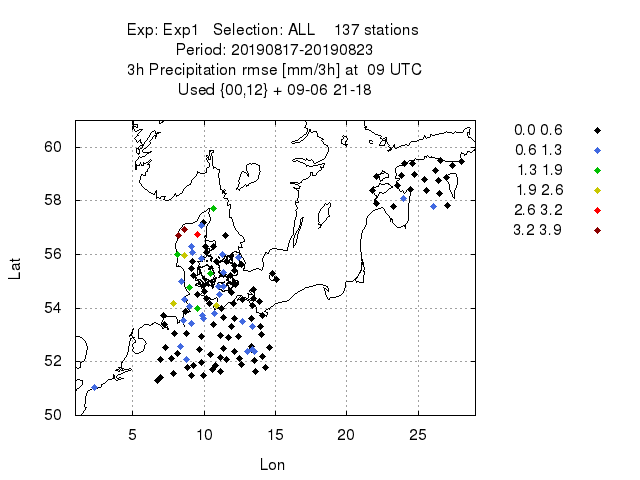 Exp: Exp1 Selection: ALL 137 stations
Period: 20190817-20190823
3h Precipitation rmse [mm/3h] at 09 UTC
Used {00,12} + 09-06 21-18
0.0 0.6
0.6 1.3
1.3 1.9
1.9 2.6
2.6 3.2
3.2 3.9
60
58
56
54
52
50
Lat
5 10 15 20 25
Lon